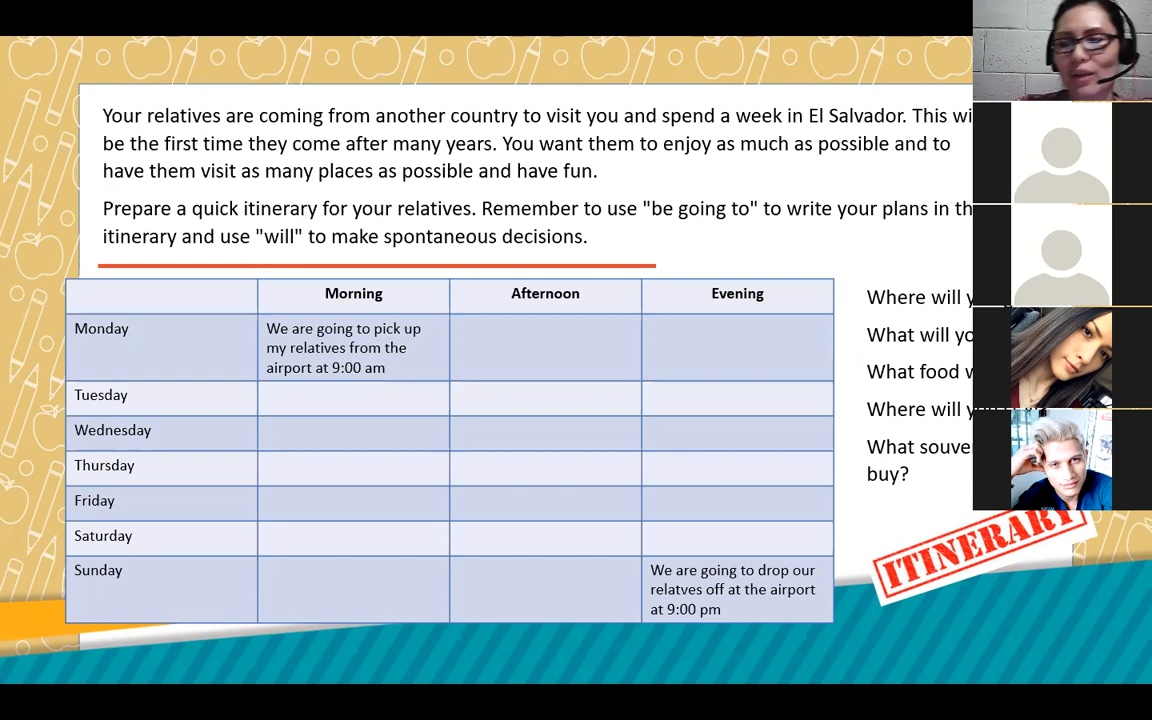 Your relatives are coming from another country to visit you and spend a week in El Salvador. This
be the first time they come after many years. You want them to enjoy as much as possible and to
have them visit as many places as possible and have fun.
Prepare a quick itinerary for your relatives. Remember to use "be going to" to write your plans in
itinerary and use "will" to make spontaneous decisions.
Morning Afternoon Evening
Monday
We are going to pick up
my relatives from the
airport at 9:00 am
Tuesday
Wednesday
Thursday
Friday
Saturday
Sunday
We are going to drop our
relatves off at the airport
at 9:00 pm
Where will
What will
What food
Where will
What
buy?
ITINERARY